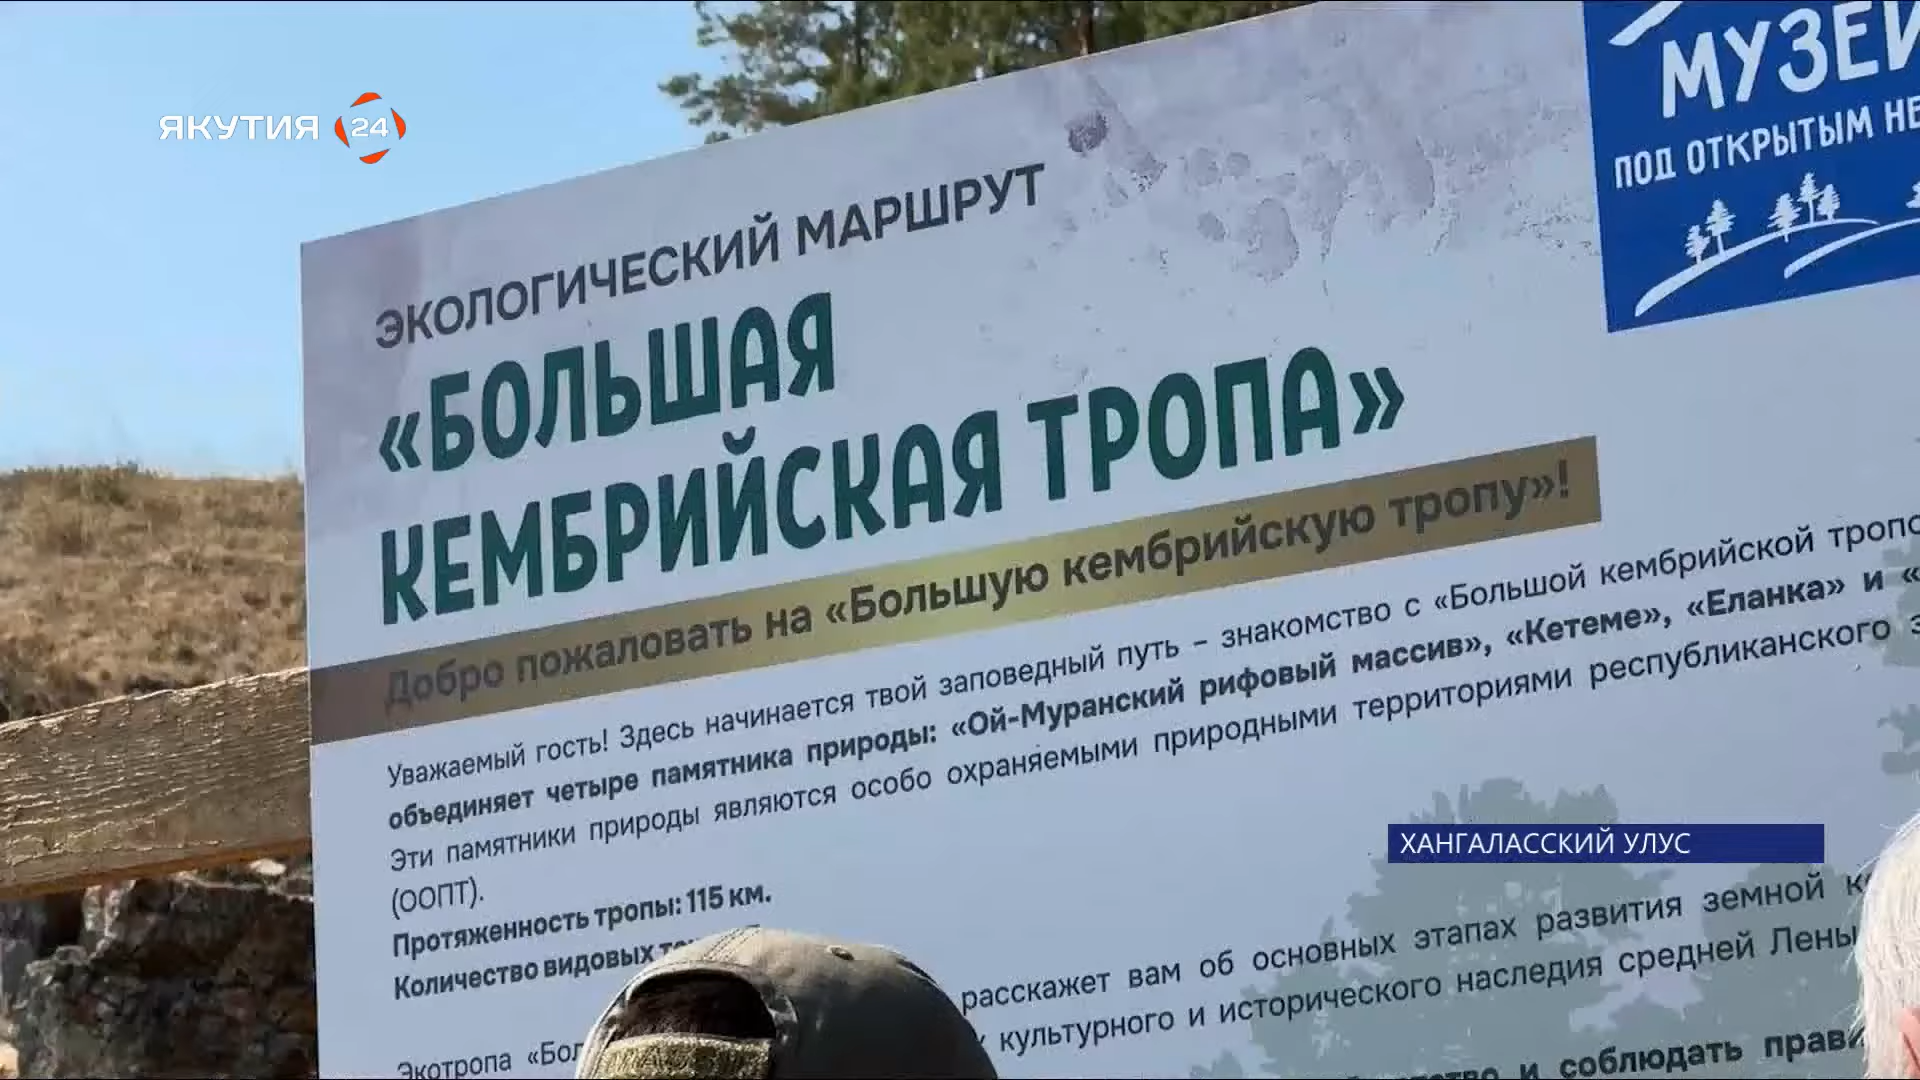 ЯКУТИЯ 24
МУЗЕЙ
ПОД ОТКРЫТЫМ
ЭКОЛОГИЧЕСКИЙ МАРШРУТ
«БОЛЬШАЯ
КЕМБРИЙСКАЯ ТРОПА»
Добро пожаловать на «Большую кембрийскую тропу»!
Уважаемый гость! Здесь начинается твой заповедный путь – знакомство с «Большой кембрийской
объединяет четыре памятника природы: «Ой-Муранский рифовый массив», «Кетеме», «Еланка» и
Эти памятники природы являются особо охраняемыми природными территориями республиканского
(ООПТ).
Протяженность тропы: 115 км.
Количество видовых
ХАНГАЛАССКИЙ УЛУС
Экотропа расскажет вам об основных этапах развития земной
культурного и исторического наследия средней Лены
и соблюдать